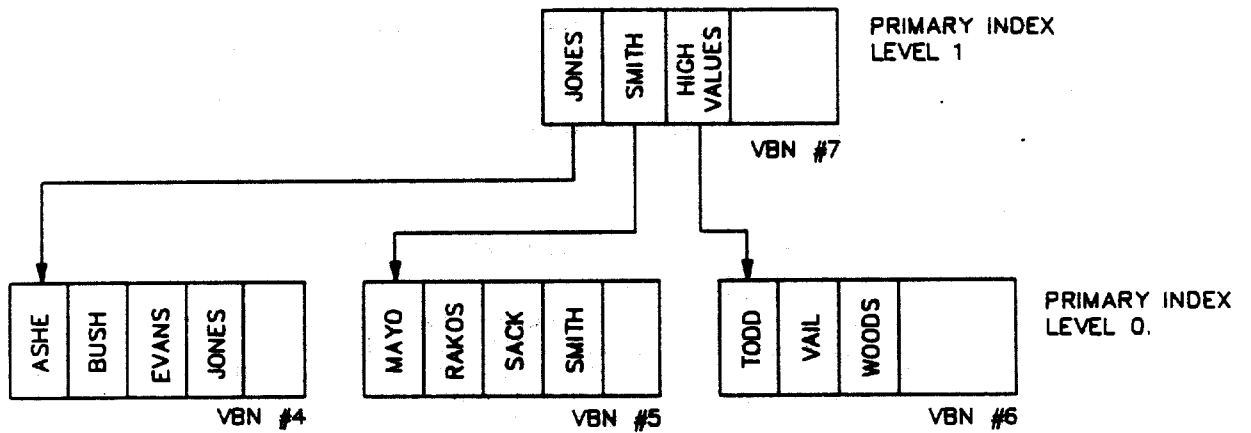 JONES
SMITH
HIGH
VALUES
PRIMARY INDEX
LEVEL 1
VBN #7
ASHE
BUSH
EVANS
JONES
VBN #4
MAYO
RAKOS
SACK
SMITH
VBN #5
TODD
VAIL
WOODS
VBN #6
PRIMARY INDEX
LEVEL 0.